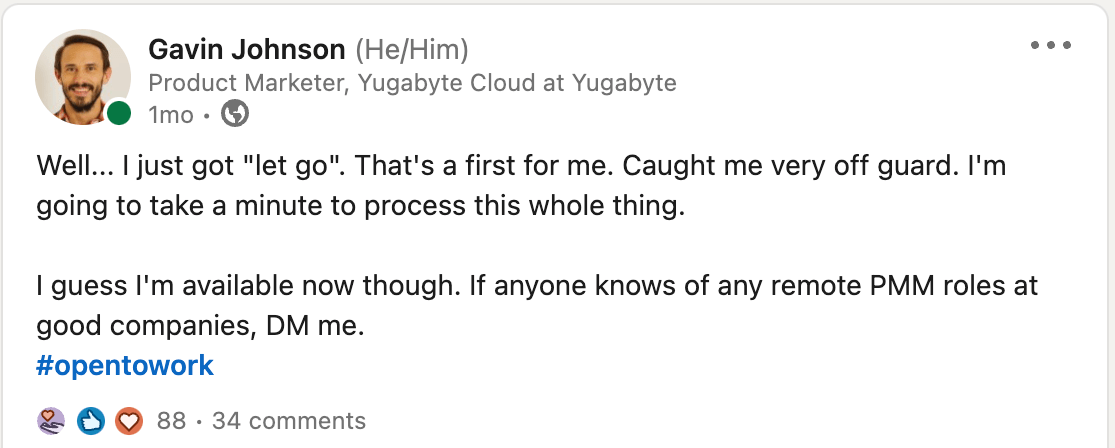 Gavin Johnson (He/Him)
Product Marketer, Yugabyte Cloud at Yugabyte
1mo •
Well... I just got "let go". That's a first for me. Caught me very off guard. I'm
going to take a minute to process this whole thing.
I guess I'm available now though. If anyone knows of any remote PMM roles at
good companies, DM me.
#opentowork
88 · 34 comments